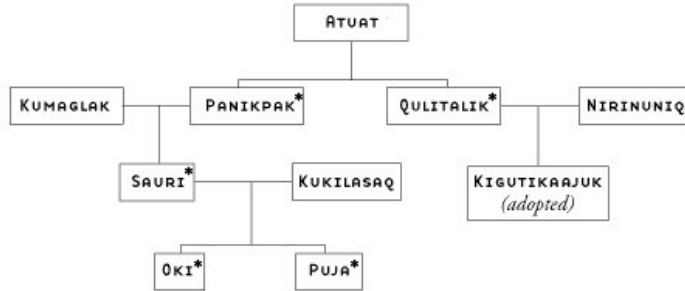 ATUAT
KUMAGLAK PANIKPAK* QULITALIK* NIRINUNIQ
SAURI* KUKILASAQ KIGUTIKAAJUK
(adopted)
OKI* PUJA*